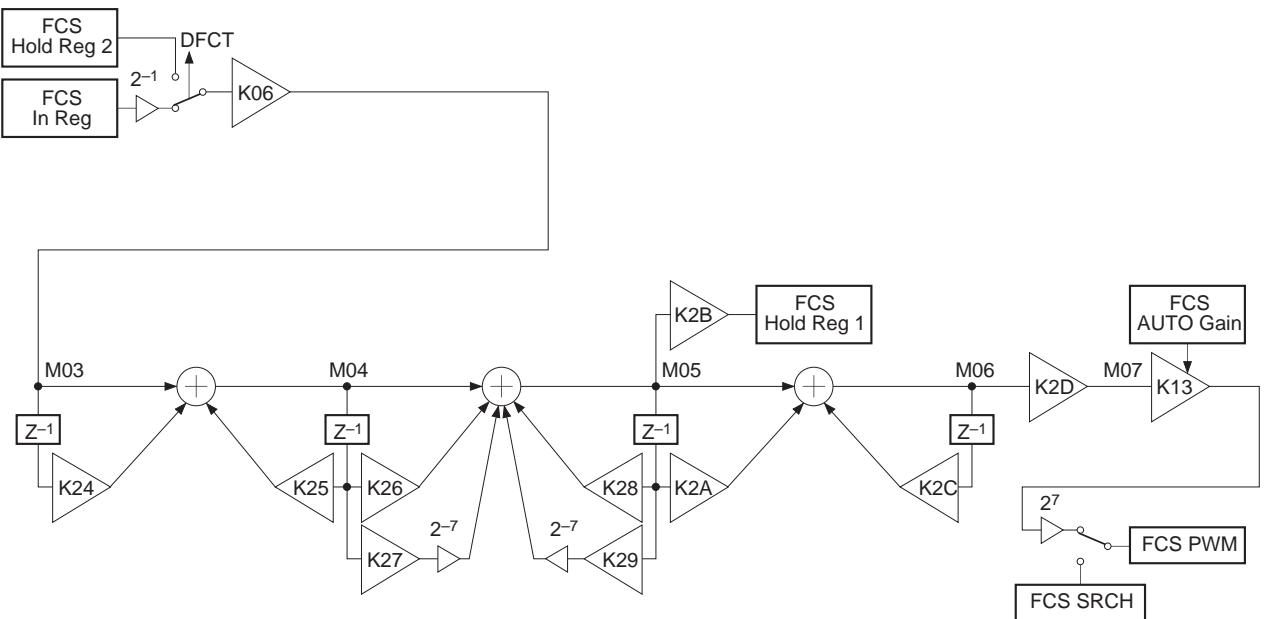 FCS
Hold Reg 2
DFCT
2–1
FCS
In Reg
K06
K2B
FCS
Hold Reg 1
FCS
AUTO Gain
M03
M04
M05
M06
K2D
M07
K13
Z–1
Z–1
Z–1
Z–1
K24
K25
K26
K28
K2A
K2C
K27
2–7
2–7
K29
27
FCS PWM
FCS SRCH